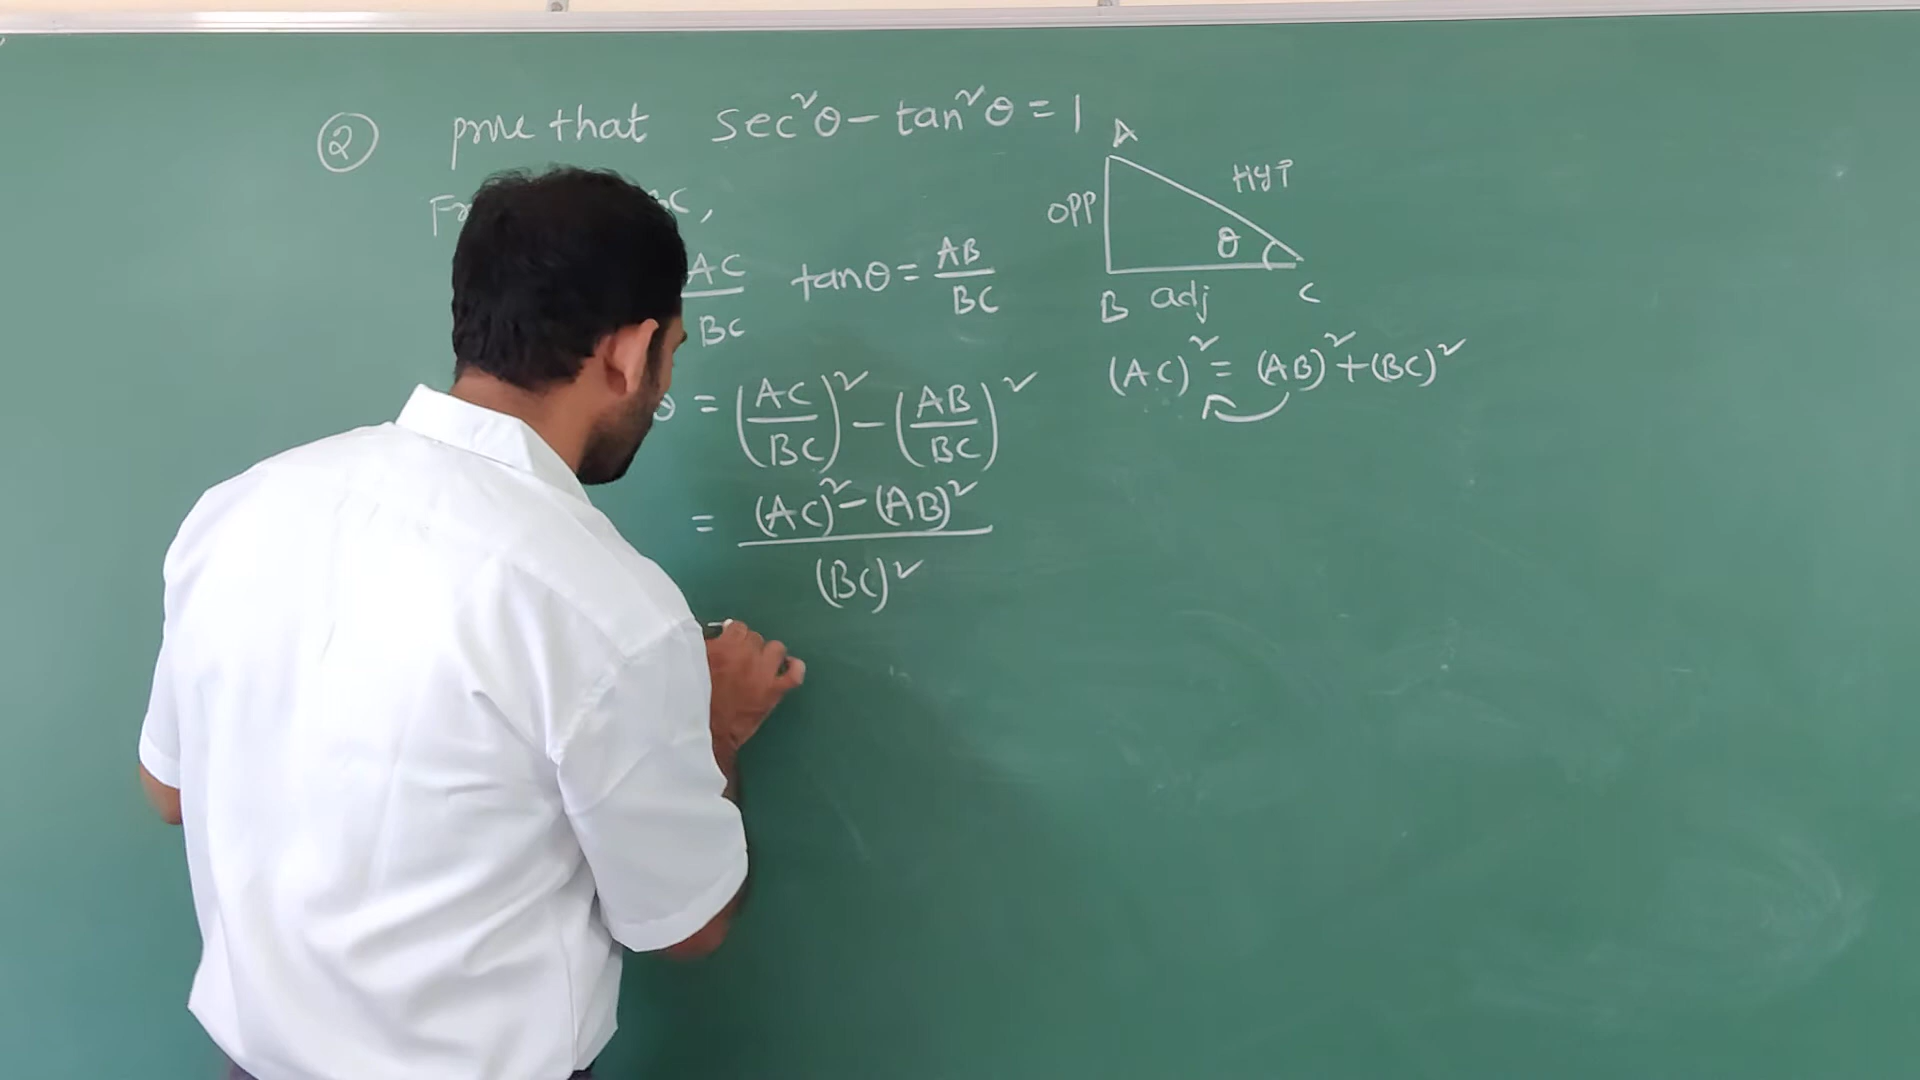 ② prove that sec²θ - tan²θ = 1
A
HYP
OPP
θ
B adj C
AC/BC tanθ = AB/BC
(AC)² = (AB)² + (BC)²
θ = (AC/BC)² - (AB/BC)²
= (AC)² - (AB)² / (BC)²